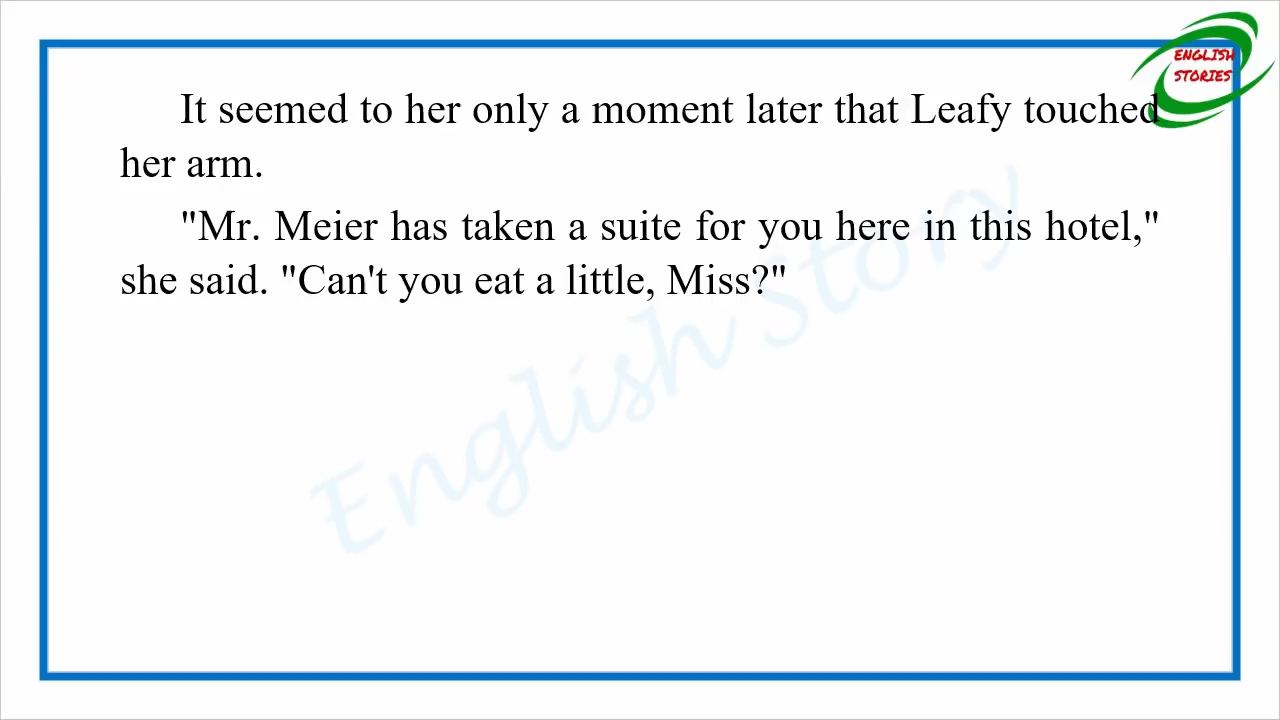 ENGLISH
STORIES
It seemed to her only a moment later that Leafy touched
her arm.
"Mr. Meier has taken a suite for you here in this hotel,"
she said. "Can't you eat a little, Miss?"
English Story